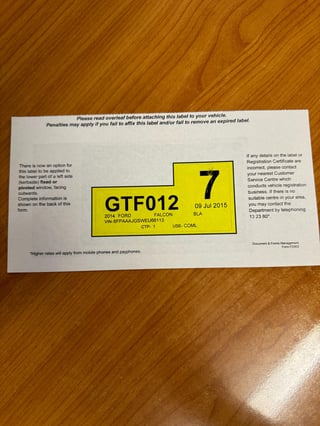 Please read overleaf before attaching this label to your vehicle.
Penalties may apply if you fail to affix this label and/or fail to remove an expired label.
There is now an option for
this label to be applied to
the lower part of a left side
(kerbside) fixed or
pivoted window, facing
outwards.
Complete information is
shown on the back of this
form.
7
GTF012
09 Jul 2015
2014 FORD FALCON BLA
CTP- 1 USE- COML
If any details on the label or
Registration Certificate are
incorrect, please contact
your nearest Customer
Service Centre which
conducts vehicle registration
business. If there is no
suitable centre in your area,
you may contact the
Department by telephoning
13 23 80*.
*Higher rates will apply from mobile phones and payphones.
Document & Forms Management